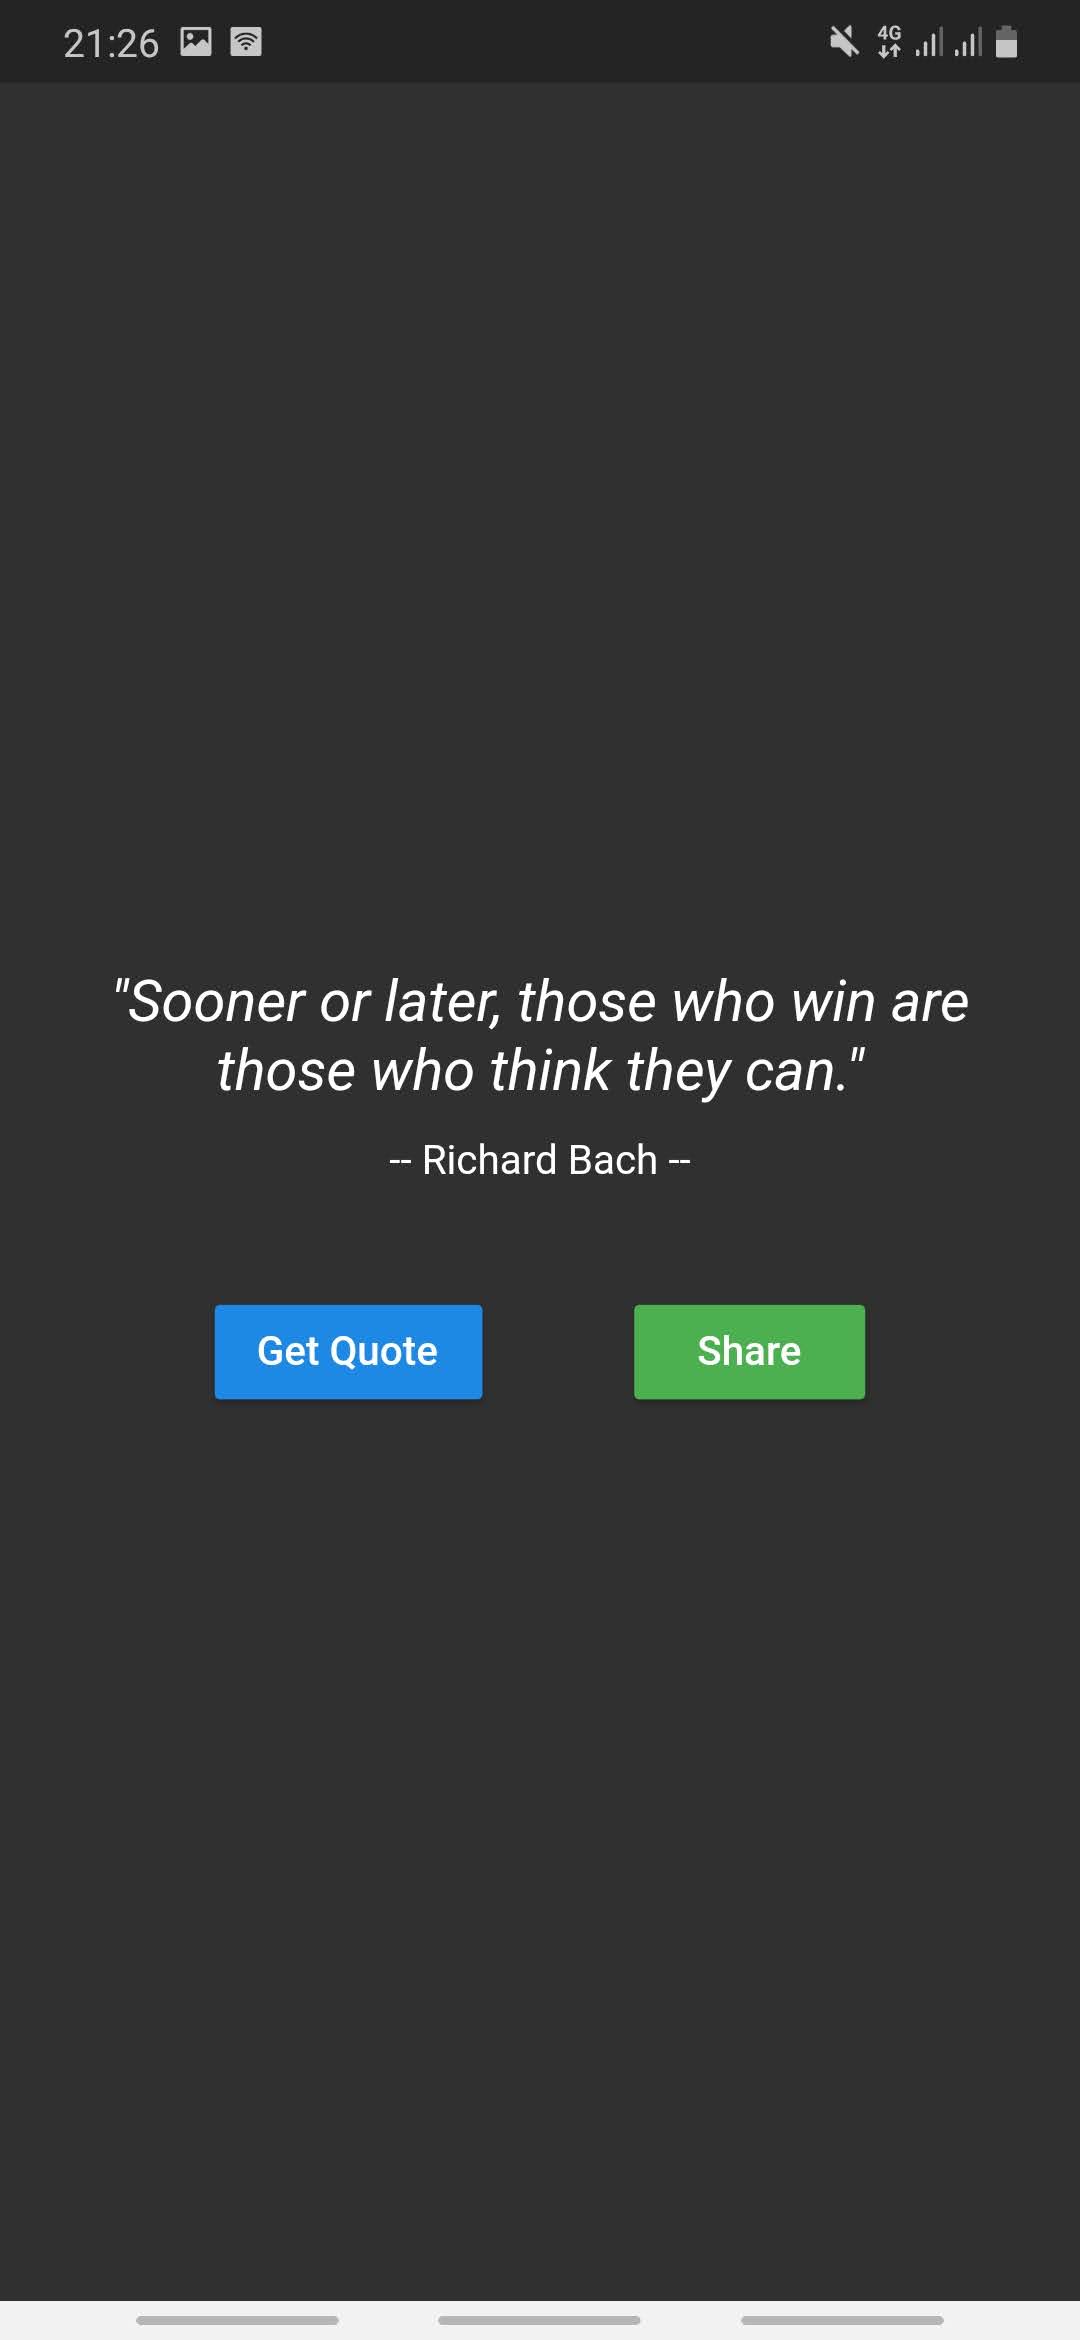 21:26
4G
"Sooner or later, those who win are
those who think they can."
-- Richard Bach --
Get Quote
Share